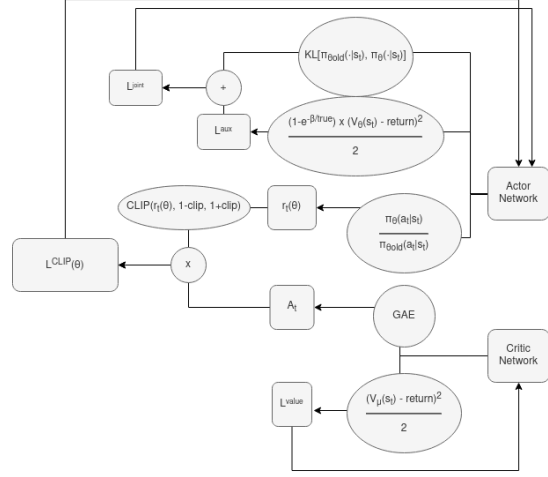 KL[π_θold(·|s_t), π_θ(·|s_t)]
L^joint
+
(1-e^-β/true) x (V_θ(s_t) - return)^2
2
L^aux
Actor
Network
CLIP(r_t(θ), 1-clip, 1+clip)
r_t(θ)
π_θ(a_t|s_t)
π_θold(a_t|s_t)
L^CLIP(θ)
x
A_t
GAE
Critic
Network
L^value
(V_μ(s_t) - return)^2
2